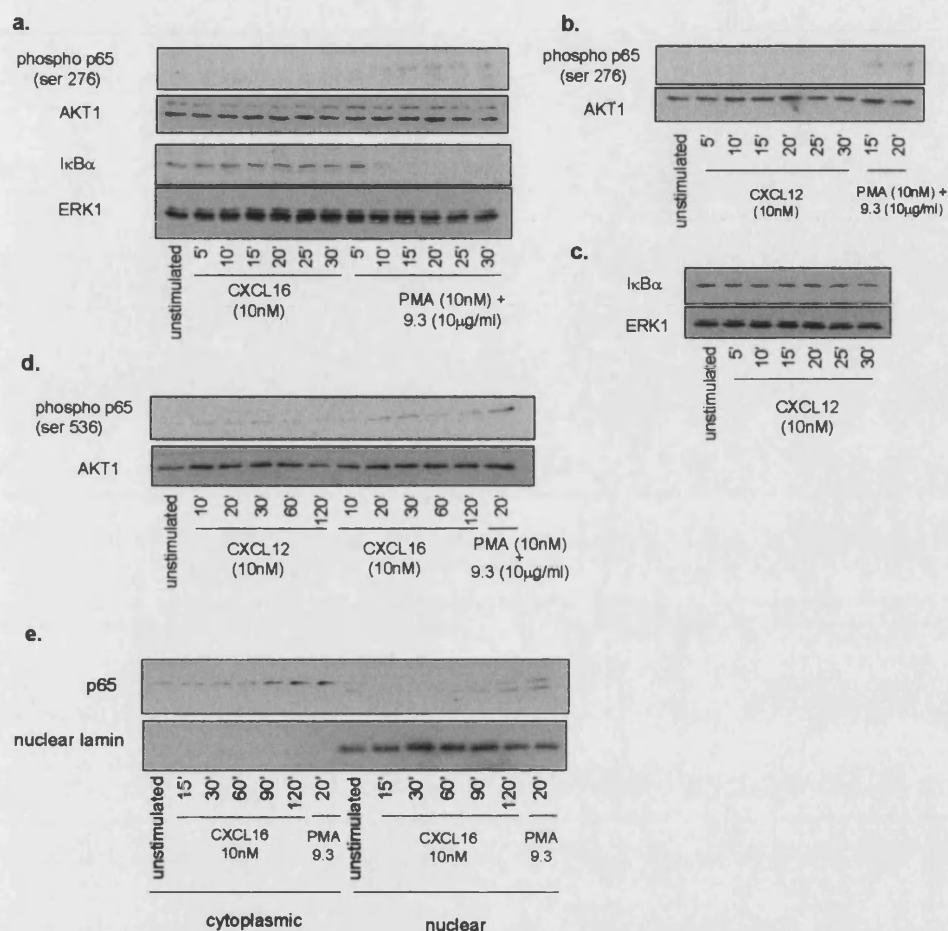 a.
phospho p65
(ser 276)
AKT1
IκBα
ERK1
unstimulated 5' 10' 15' 20' 25' 30' 5' 10' 15' 20' 25' 30'
CXCL16
(10nM)
PMA (10nM) +
9.3 (10µg/ml)
b.
phospho p65
(ser 276)
AKT1
unstimulated 5' 10' 15' 20' 25' 30' 15' 20'
CXCL12
(10nM)
PMA (10nM) +
9.3 (10µg/ml)
c.
IκBα
ERK1
unstimulated 5' 10' 15' 20' 25' 30'
CXCL12
(10nM)
d.
phospho p65
(ser 536)
AKT1
unstimulated 10' 20' 30' 60' 120' 10' 20' 30' 60' 120' 20'
CXCL12
(10nM)
CXCL16
(10nM)
PMA (10nM)
+
9.3 (10µg/ml)
e.
p65
nuclear lamin
unstimulated 15' 30' 60' 90' 120' 20' unstimulated 15' 30' 60' 90' 120' 20'
CXCL16
10nM
PMA
9.3
CXCL16
10nM
PMA
9.3
cytoplasmic
nuclear